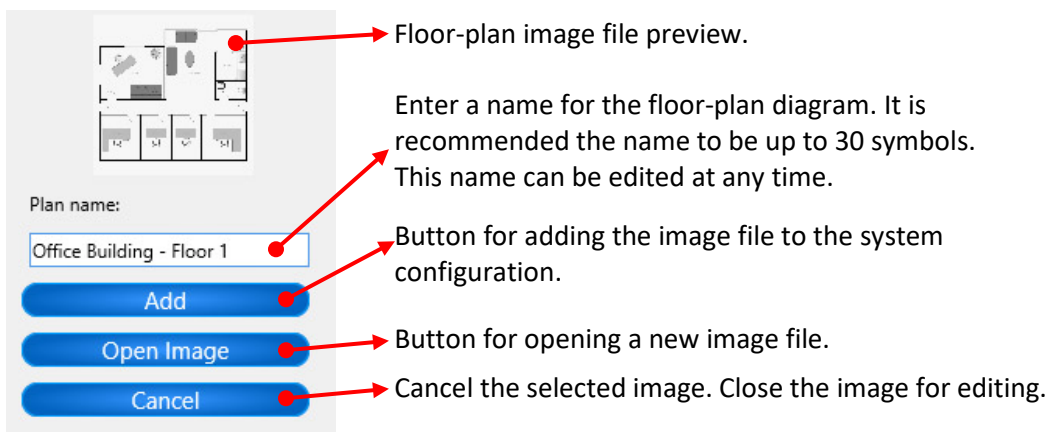 Floor-plan image file preview.
Enter a name for the floor-plan diagram. It is
recommended the name to be up to 30 symbols.
This name can be edited at any time.
Plan name:
Office Building - Floor 1
Button for adding the image file to the system
configuration.
Add
Button for opening a new image file.
Open Image
Cancel the selected image. Close the image for editing.
Cancel